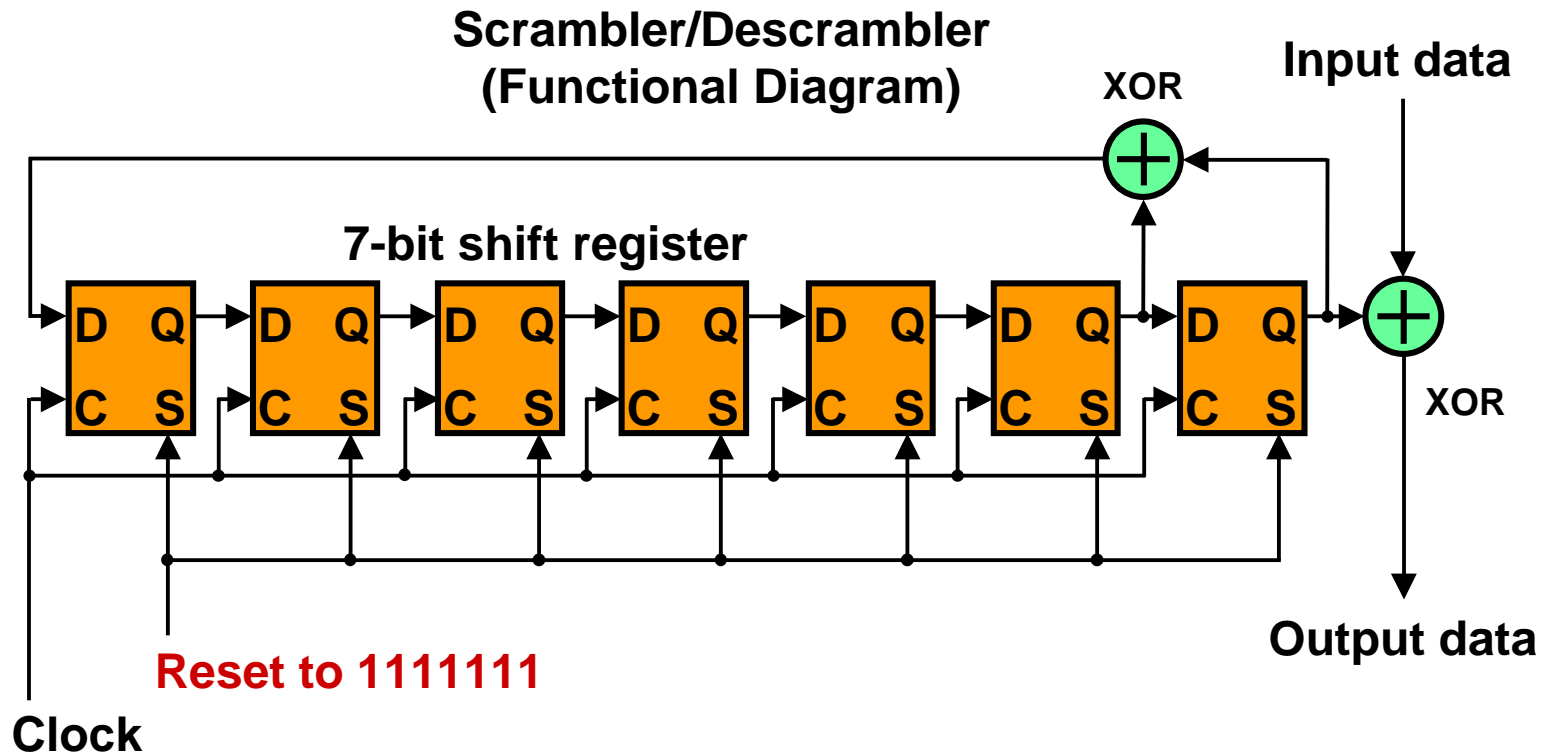 Scrambler/Descrambler
(Functional Diagram)
XOR
Input data
7-bit shift register
D Q D Q D Q D Q D Q D Q D Q
C S C S C S C S C S C S C S
XOR
Reset to 1111111
Output data
Clock